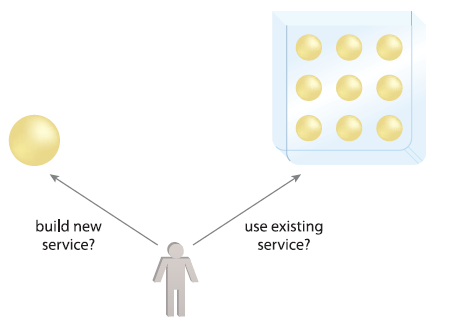 build new
service?
use existing
service?